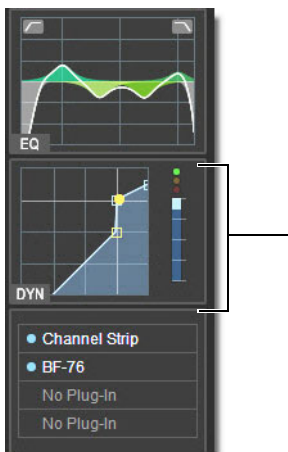 EQ
DYN
Channel Strip
BF-76
No Plug-In
No Plug-In